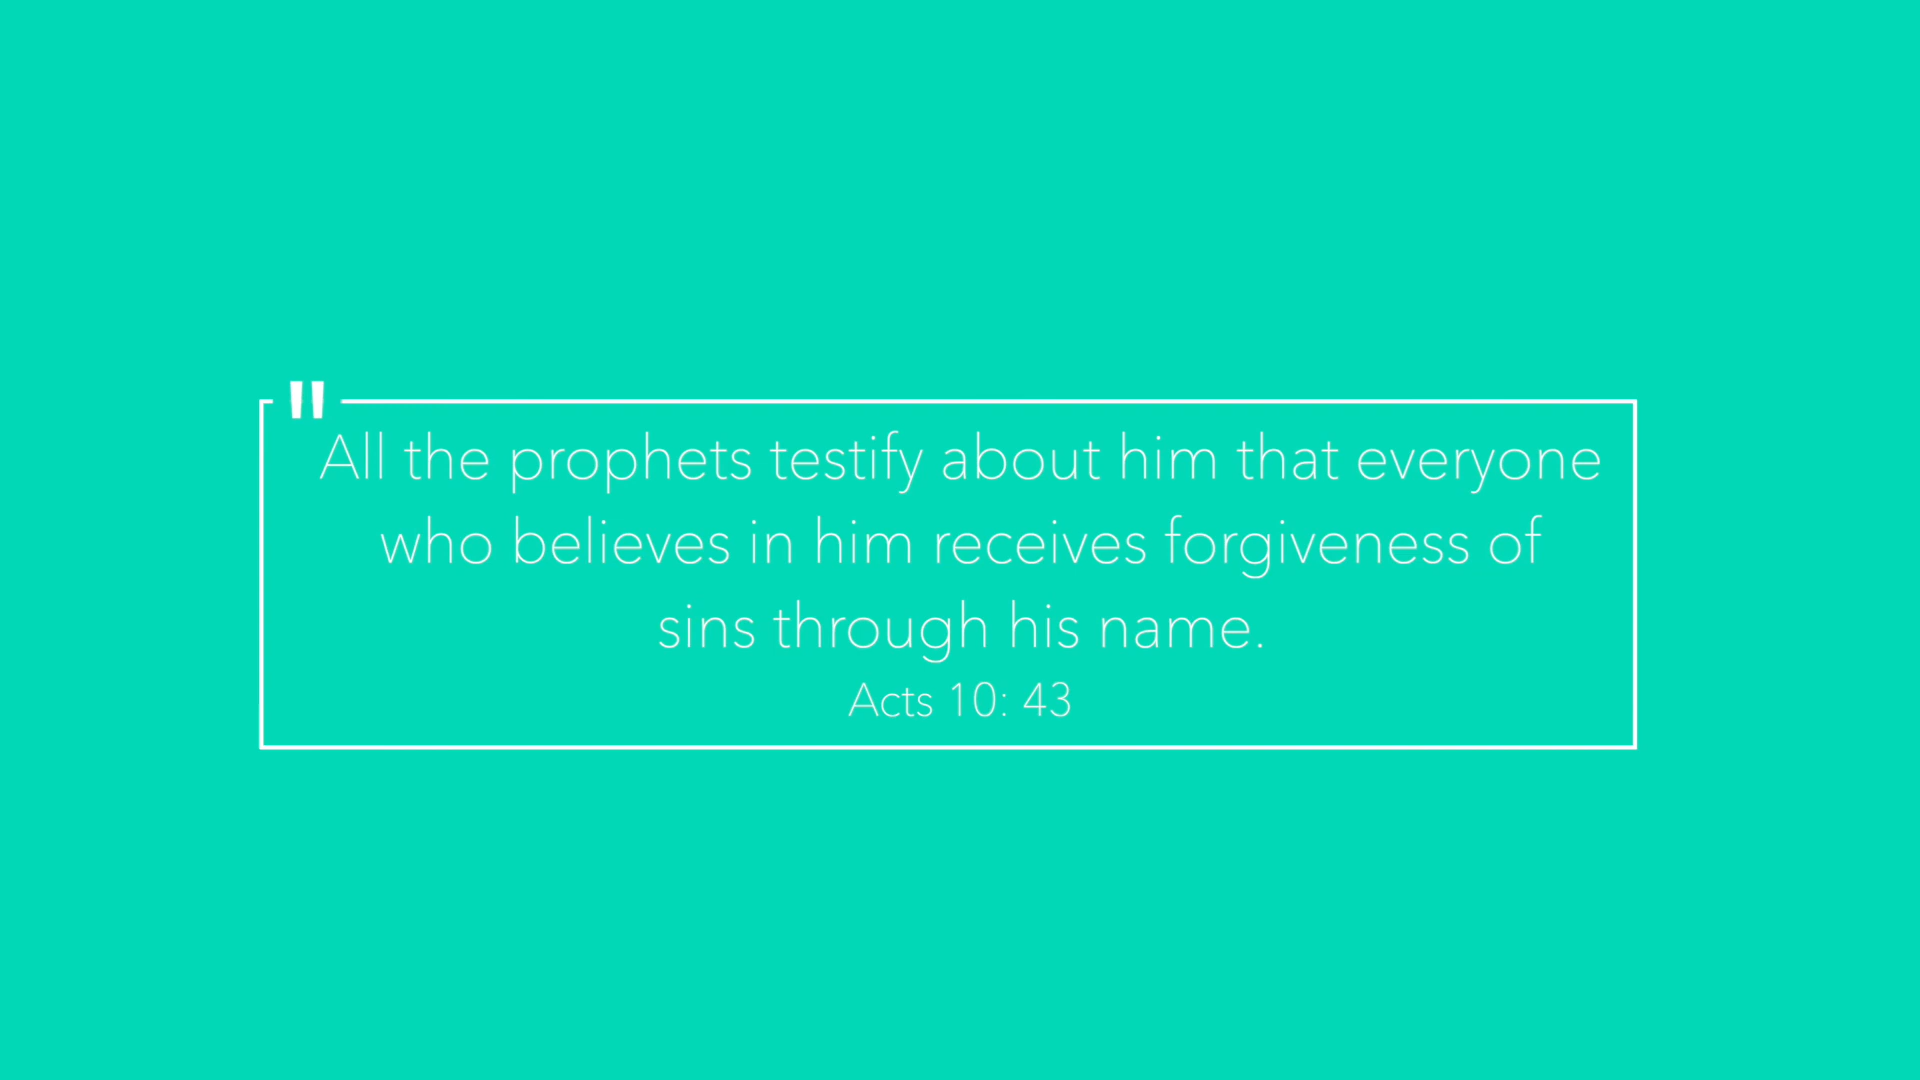 "
All the prophets testify about him that everyone
who believes in him receives forgiveness of
sins through his name.
Acts 10: 43